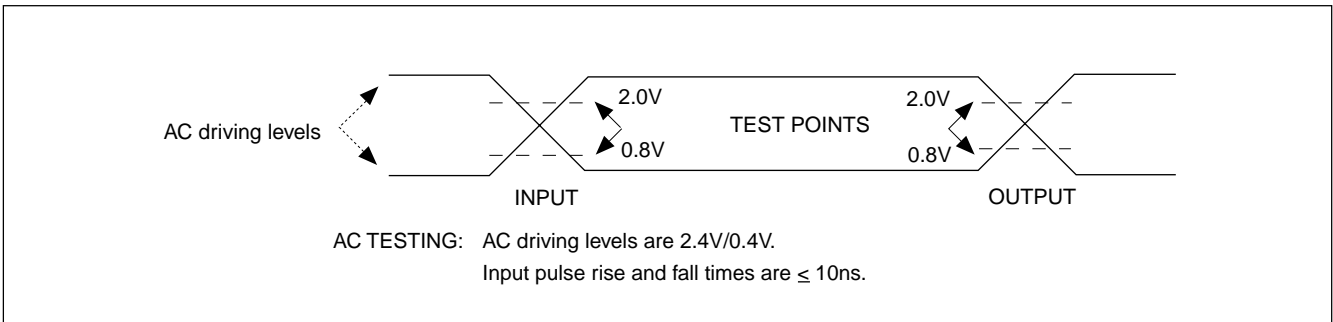 2.0V
2.0V
AC driving levels
TEST POINTS
0.8V
0.8V
INPUT
OUTPUT
AC TESTING: AC driving levels are 2.4V/0.4V.
Input pulse rise and fall times are ≤ 10ns.